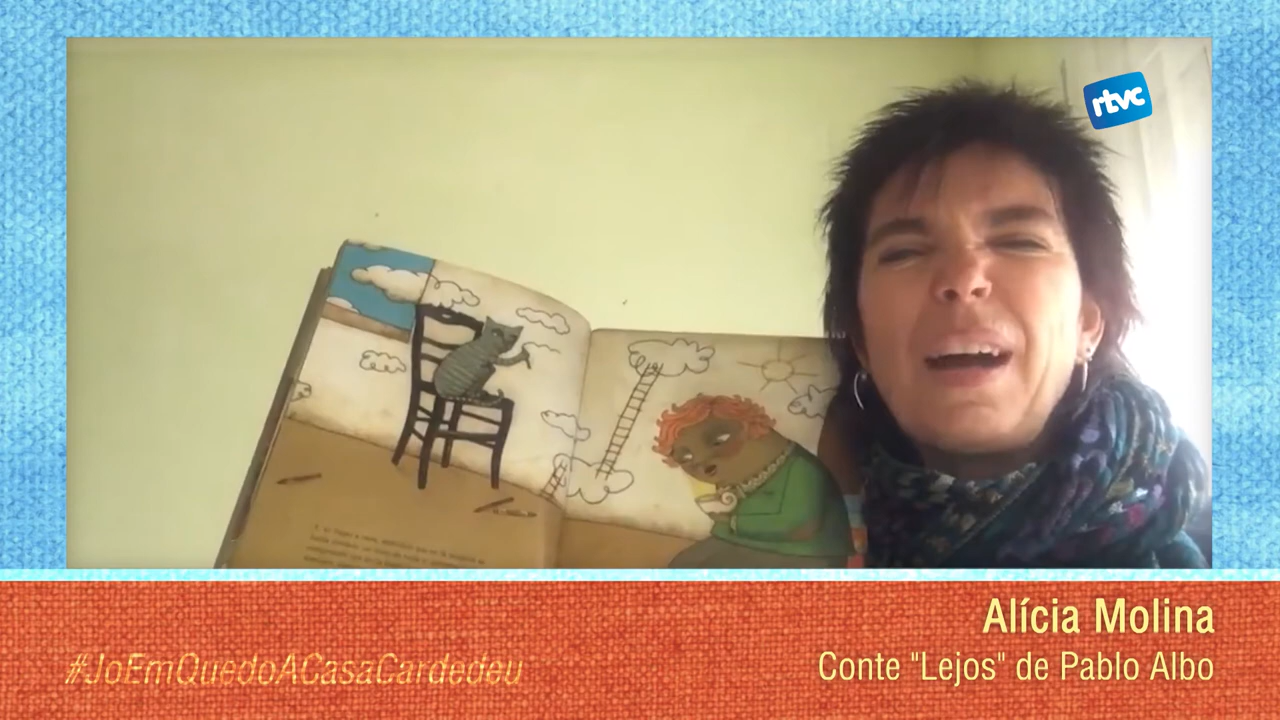 rtvc
Alícia Molina
#JoEmQuedoACasaCardedeu
Conte "Lejos" de Pablo Albo